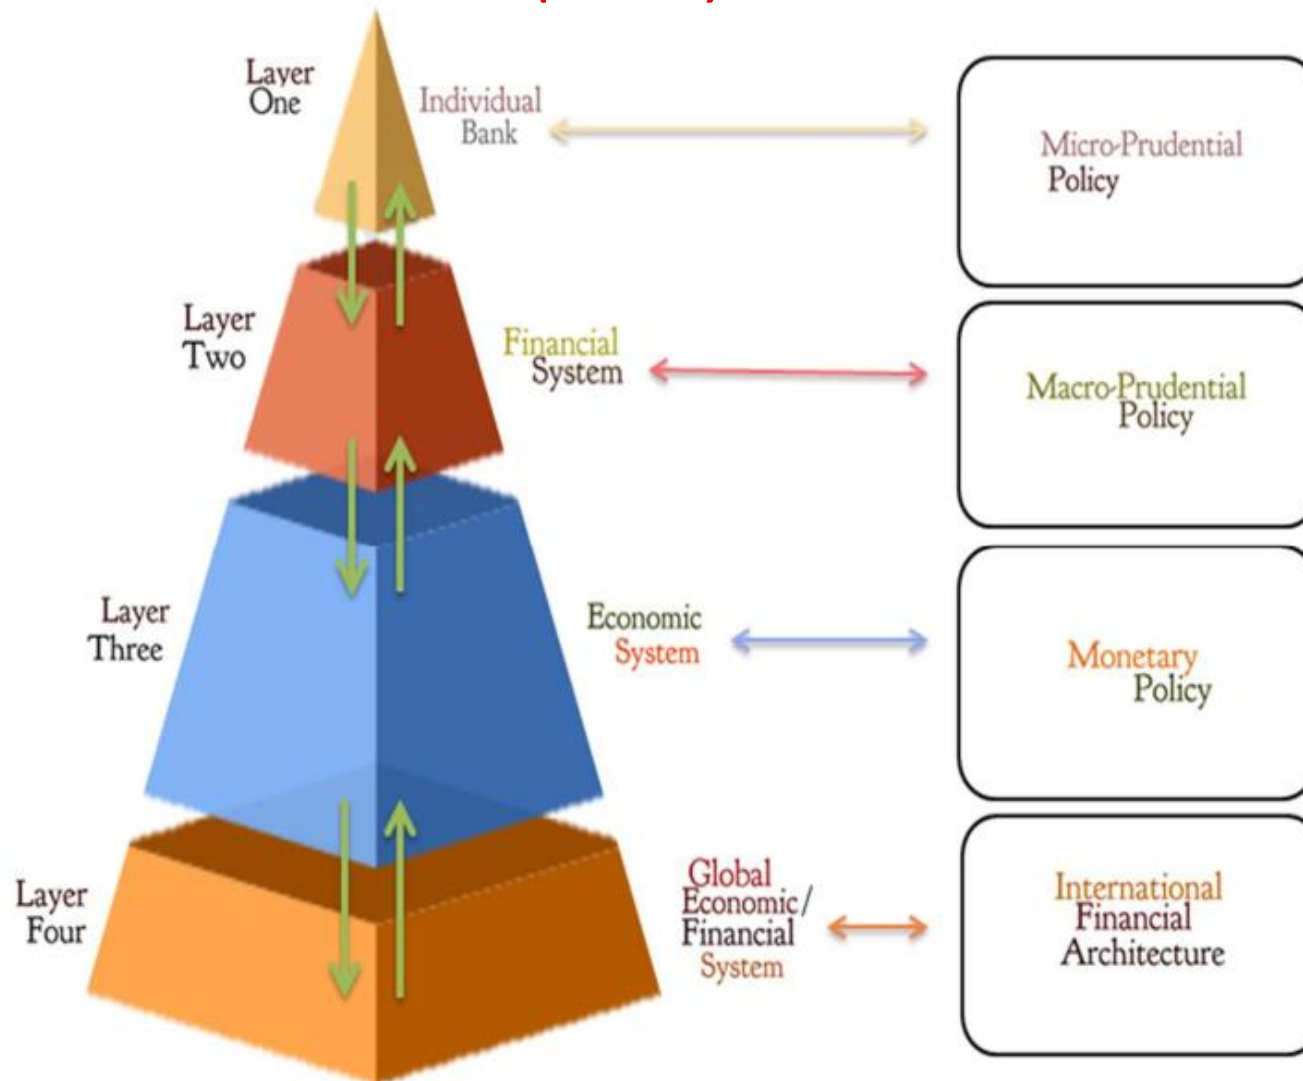 Layer
One
Individual
Bank
Micro-Prudential
Policy
Layer
Two
Financial
System
Macro-Prudential
Policy
Layer
Three
Economic
System
Monetary
Policy
Layer
Four
Global
Economic/
Financial
System
International
Financial
Architecture